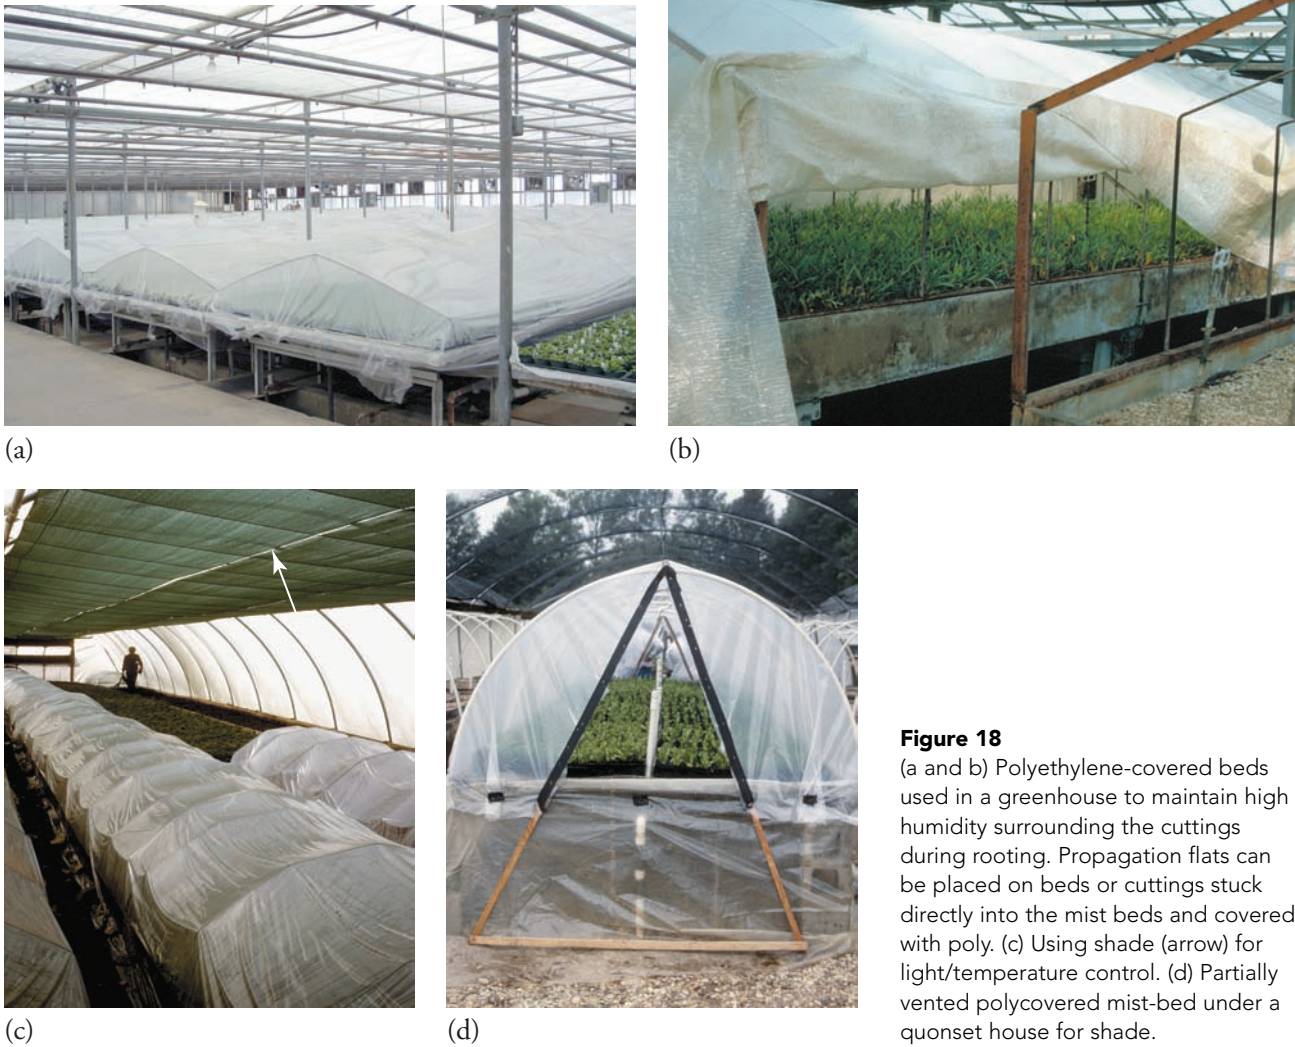 (a)
(b)
(c)
(d)
Figure 18
(a and b) Polyethylene-covered beds
used in a greenhouse to maintain high
humidity surrounding the cuttings
during rooting. Propagation flats can
be placed on beds or cuttings stuck
directly into the mist beds and covered
with poly. (c) Using shade (arrow) for
light/temperature control. (d) Partially
vented polycovered mist-bed under a
quonset house for shade.